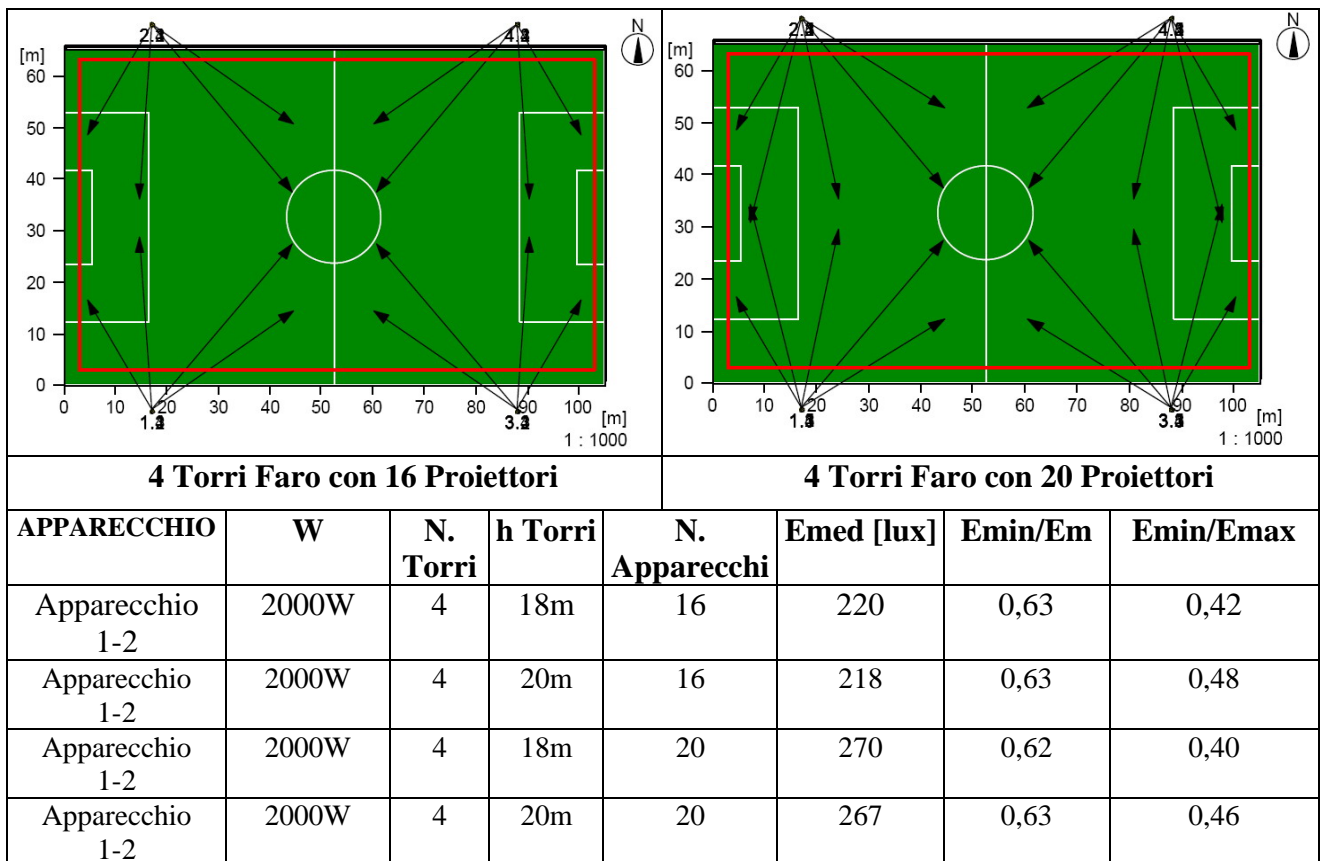 N
[m]
60
50
40
30
20
10
0
0 10 20 30 40 50 60 70 80 90 100
[m]
1 : 1000
N
[m]
60
50
40
30
20
10
0
0 10 20 30 40 50 60 70 80 90 100
[m]
1 : 1000
4 Torri Faro con 16 Proiettori
4 Torri Faro con 20 Proiettori
APPARECCHIO W N. h Torri N. Emed [lux] Emin/Em Emin/Emax
Torri Apparecchi
Apparecchio 2000W 4 18m 16 220 0,63 0,42
1-2
Apparecchio 2000W 4 20m 16 218 0,63 0,48
1-2
Apparecchio 2000W 4 18m 20 270 0,62 0,40
1-2
Apparecchio 2000W 4 20m 20 267 0,63 0,46
1-2